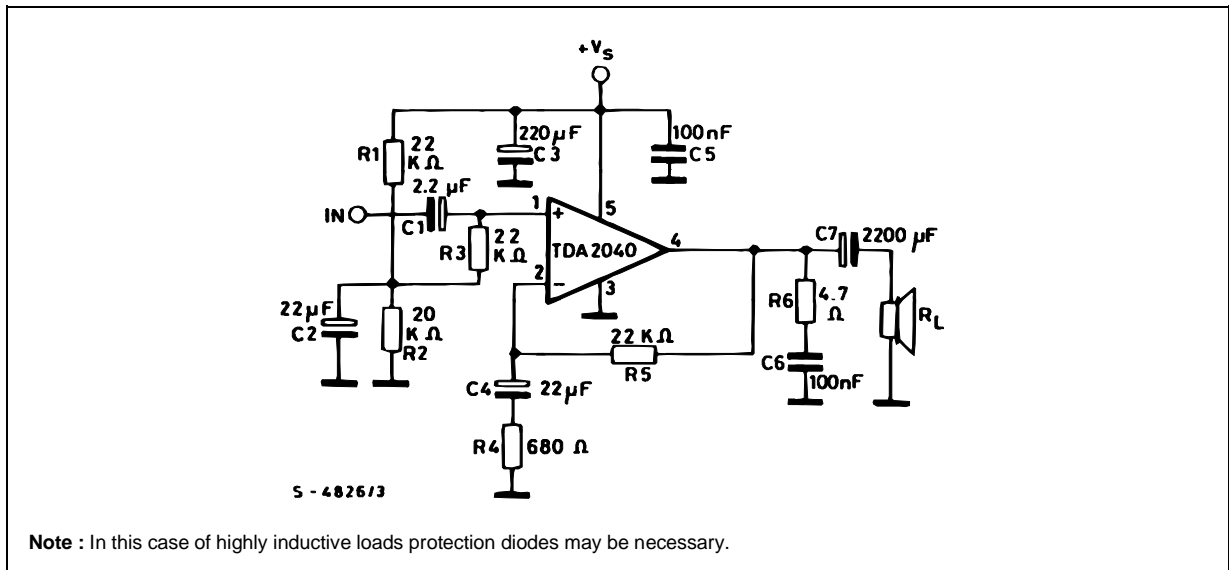 +VS
220 µF
C3
100nF
C5
R1
22
KΩ
2.2 µF
IN
C1
1
+
5
R3
22
KΩ
TDA2040
4
C7
2200 µF
2
−
3
R6
4.7
Ω
RL
22µF
C2
20
KΩ
R2
22 KΩ
R5
C6
100nF
C4
22µF
R4
680 Ω
S - 4826/3
Note : In this case of highly inductive loads protection diodes may be necessary.